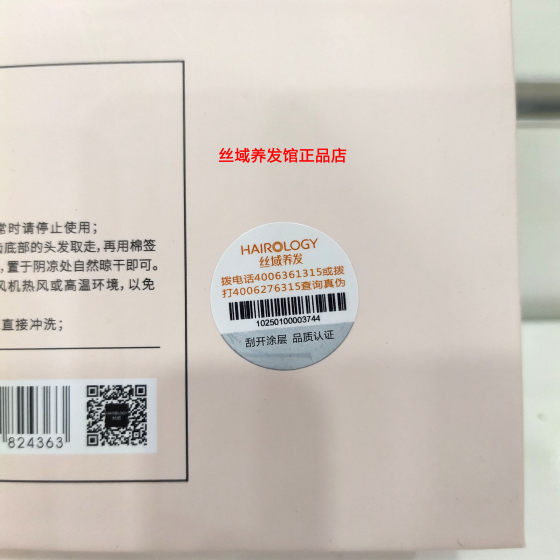 丝域养发馆正品店
常时请停止使用；
底部的头发取走，再用棉签
，置于阴凉处自然晾干即可。
风机热风或高温环境，以免
直接冲洗；
824363
HAIROLOGY
HAIROLOGY
丝域养发
拨电话4006361315或拨
打4006276315查询真伪
10250100003744
刮开涂层 品质认证